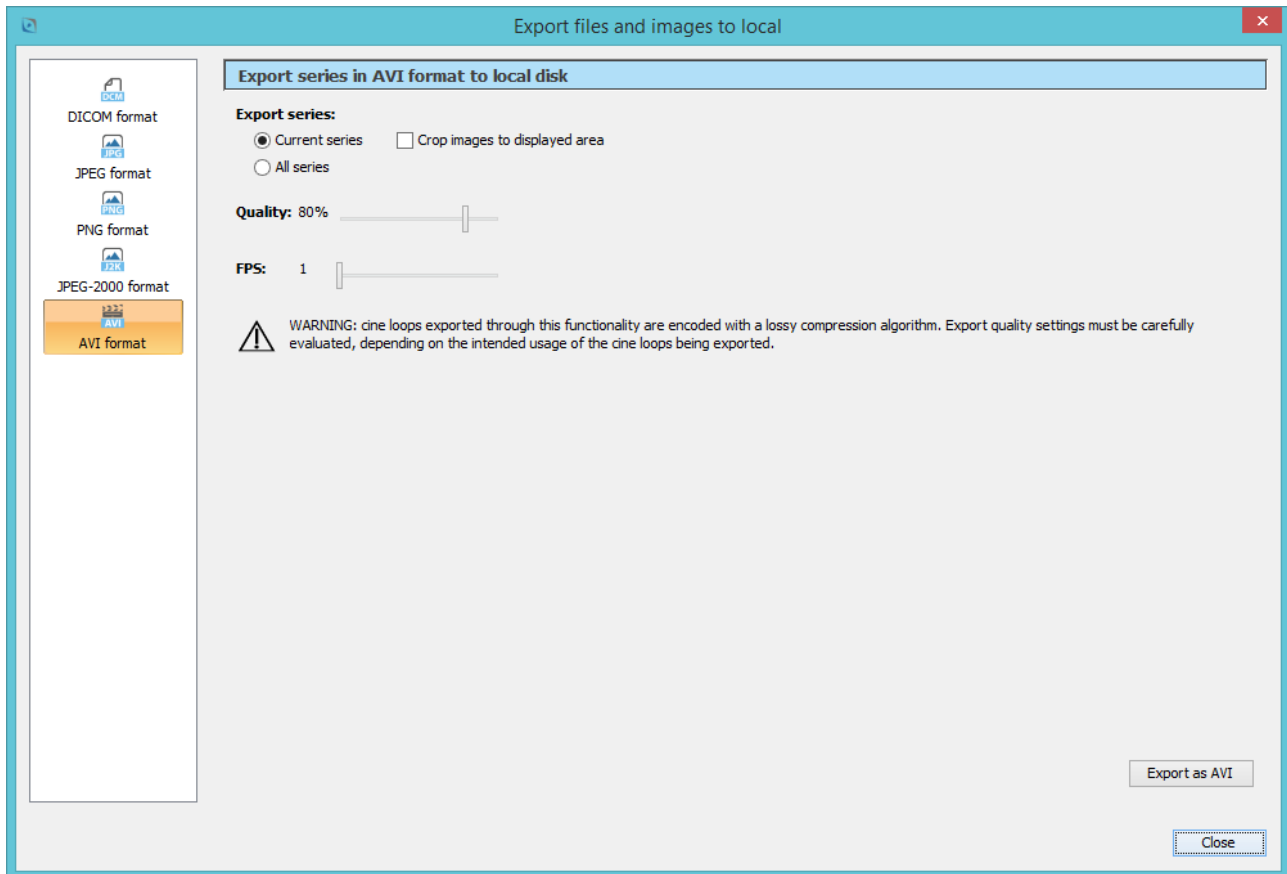 Export files and images to local
DCM
DICOM format
JPG
JPEG format
PNG
PNG format
J2K
JPEG-2000 format
AVI
AVI format
Export series in AVI format to local disk
Export series:
Current series Crop images to displayed area
All series
Quality: 80%
FPS: 1
WARNING: cine loops exported through this functionality are encoded with a lossy compression algorithm. Export quality settings must be carefully
evaluated, depending on the intended usage of the cine loops being exported.
Export as AVI
Close